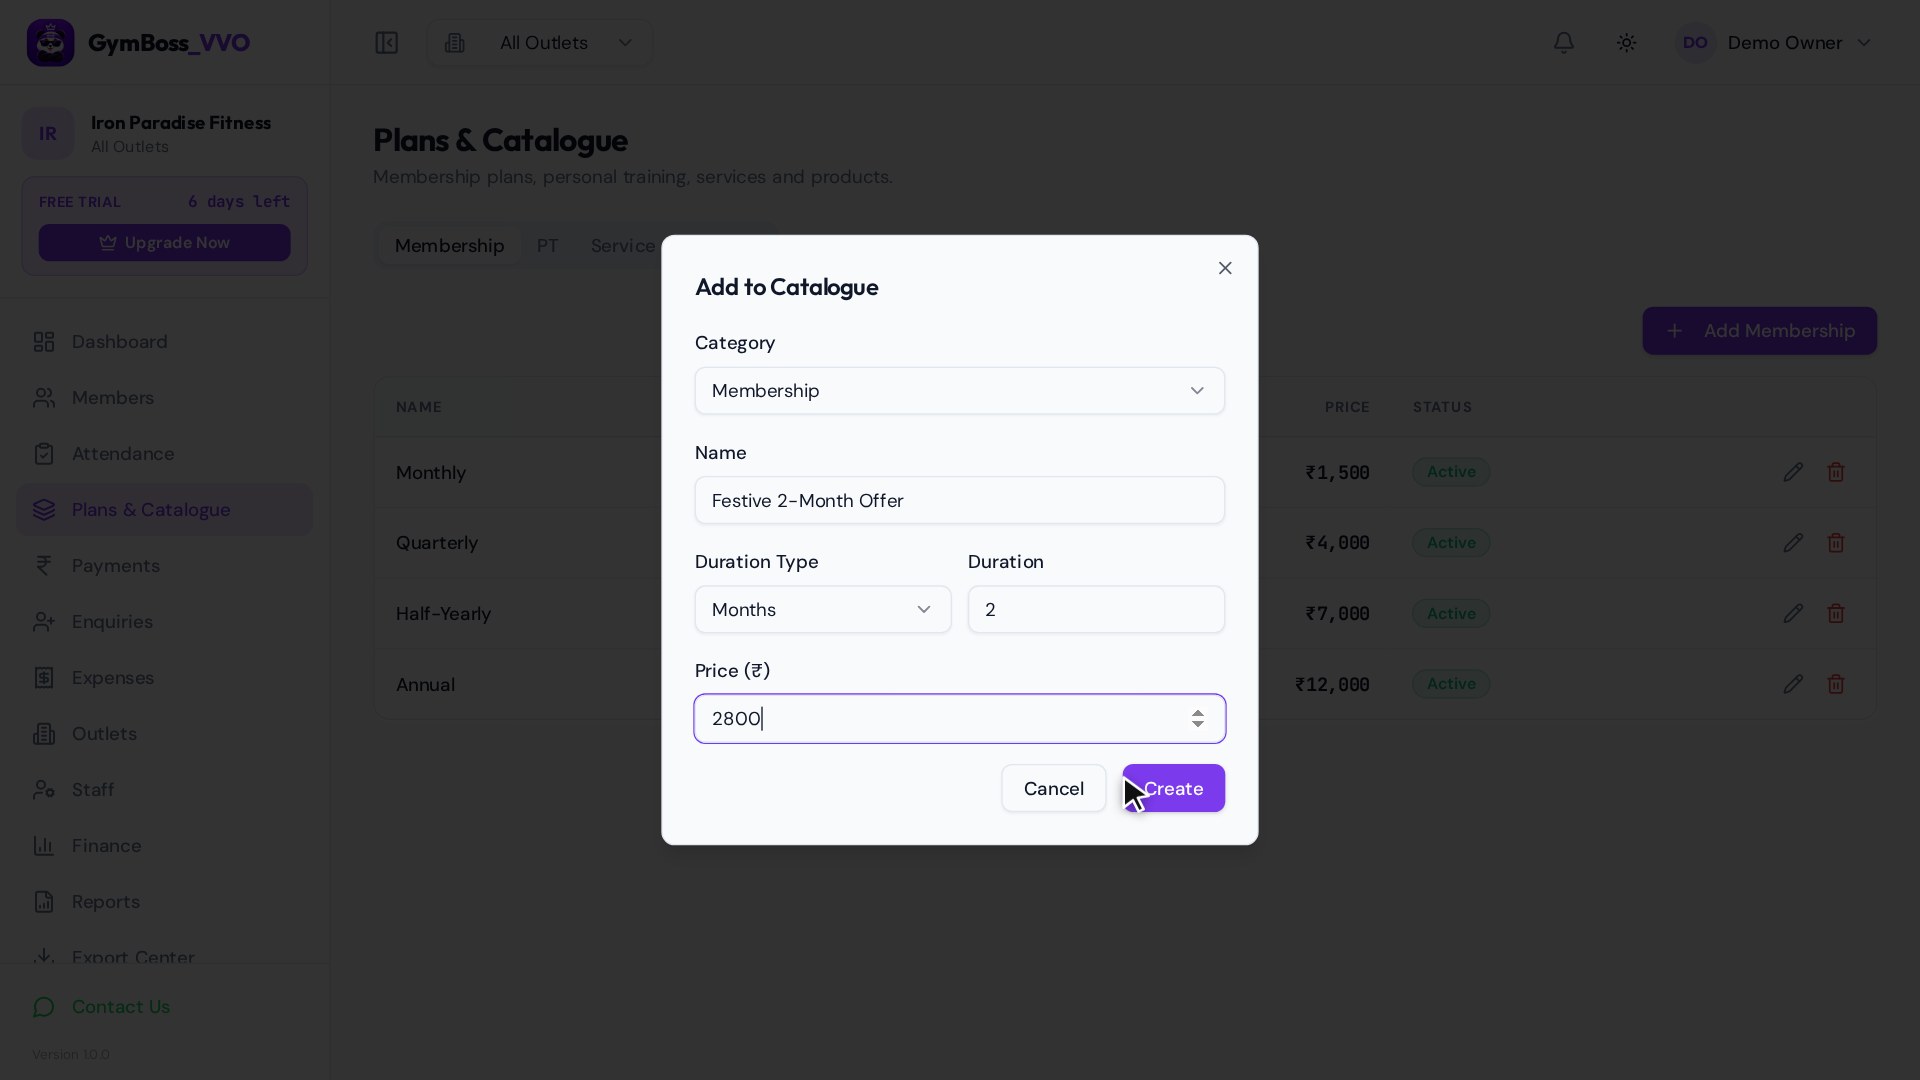 GymBoss_VVO
All Outlets
DO Demo Owner
IR Iron Paradise Fitness
All Outlets
FREE TRIAL 6 days left
Upgrade Now
Dashboard
Members
Attendance
Plans & Catalogue
Payments
Enquiries
Expenses
Outlets
Staff
Finance
Reports
Export Center
Contact Us
Version 1.0.0
Plans & Catalogue
Membership plans, personal training, services and products.
Membership PT Service
+ Add Membership
NAME PRICE STATUS
Monthly ₹1,500 Active
Quarterly ₹4,000 Active
Half-Yearly ₹7,000 Active
Annual ₹12,000 Active
Add to Catalogue
Category
Membership
Name
Festive 2-Month Offer
Duration Type Duration
Months 2
Price (₹)
2800
Cancel Create